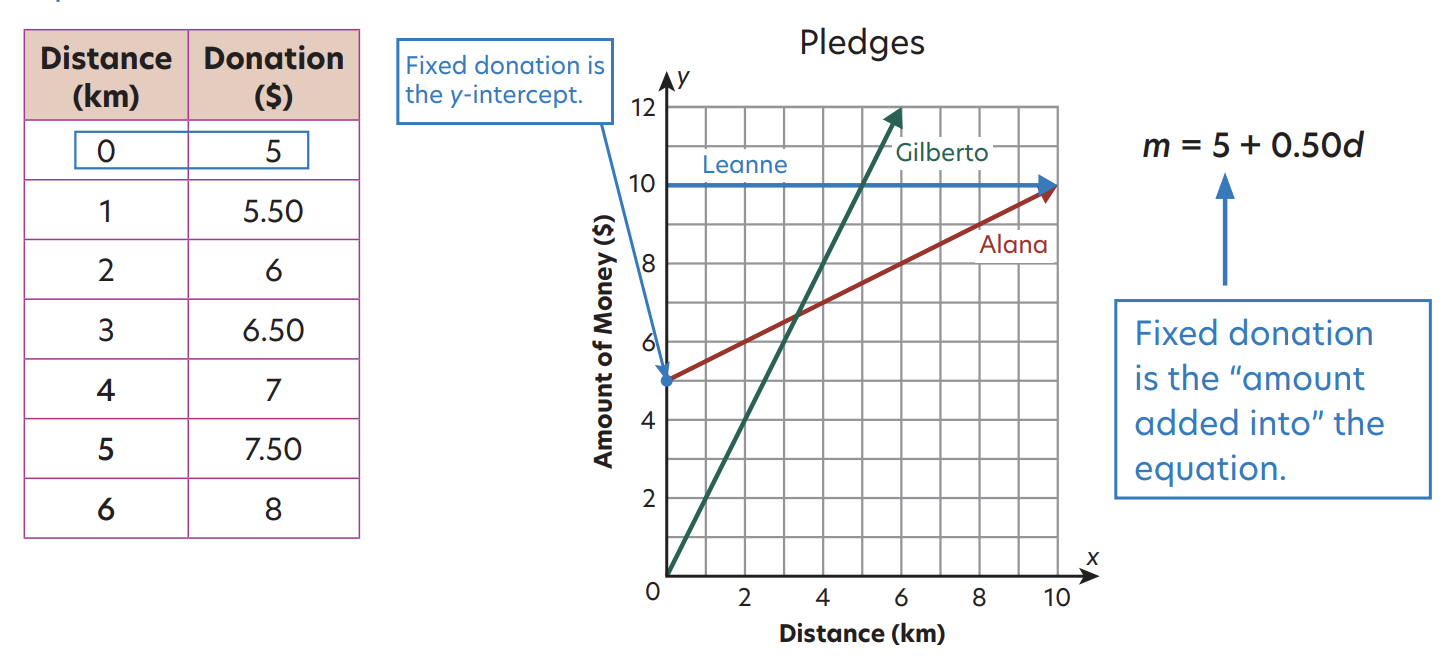 Distance Donation
(km) ($)
0 5
1 5.50
2 6
3 6.50
4 7
5 7.50
6 8
Fixed donation is
the y-intercept.
Pledges
y
12
10
8
6
4
2
0
2 4 6 8 10
x
Amount of Money ($)
Distance (km)
Leanne
Gilberto
Alana
m = 5 + 0.50d
Fixed donation
is the “amount
added into” the
equation.